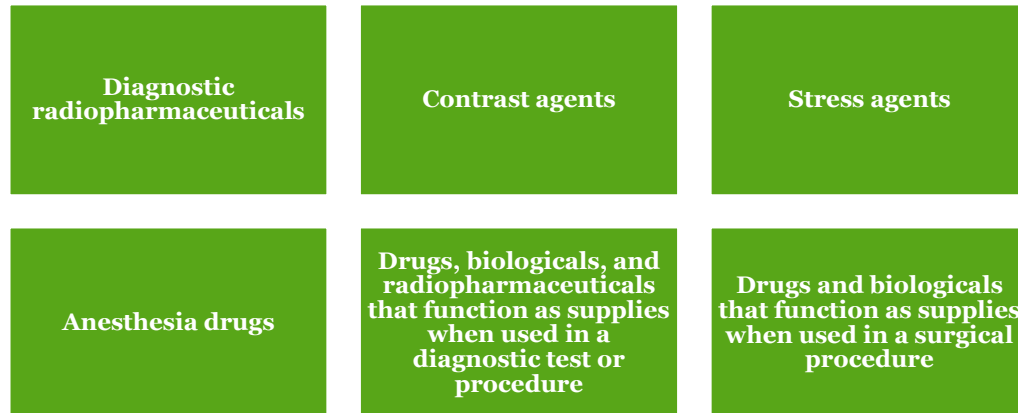 Diagnostic
radiopharmaceuticals
Contrast agents
Stress agents
Anesthesia drugs
Drugs, biologicals, and
radiopharmaceuticals
that function as supplies
when used in a
diagnostic test or
procedure
Drugs and biologicals
that function as supplies
when used in a surgical
procedure